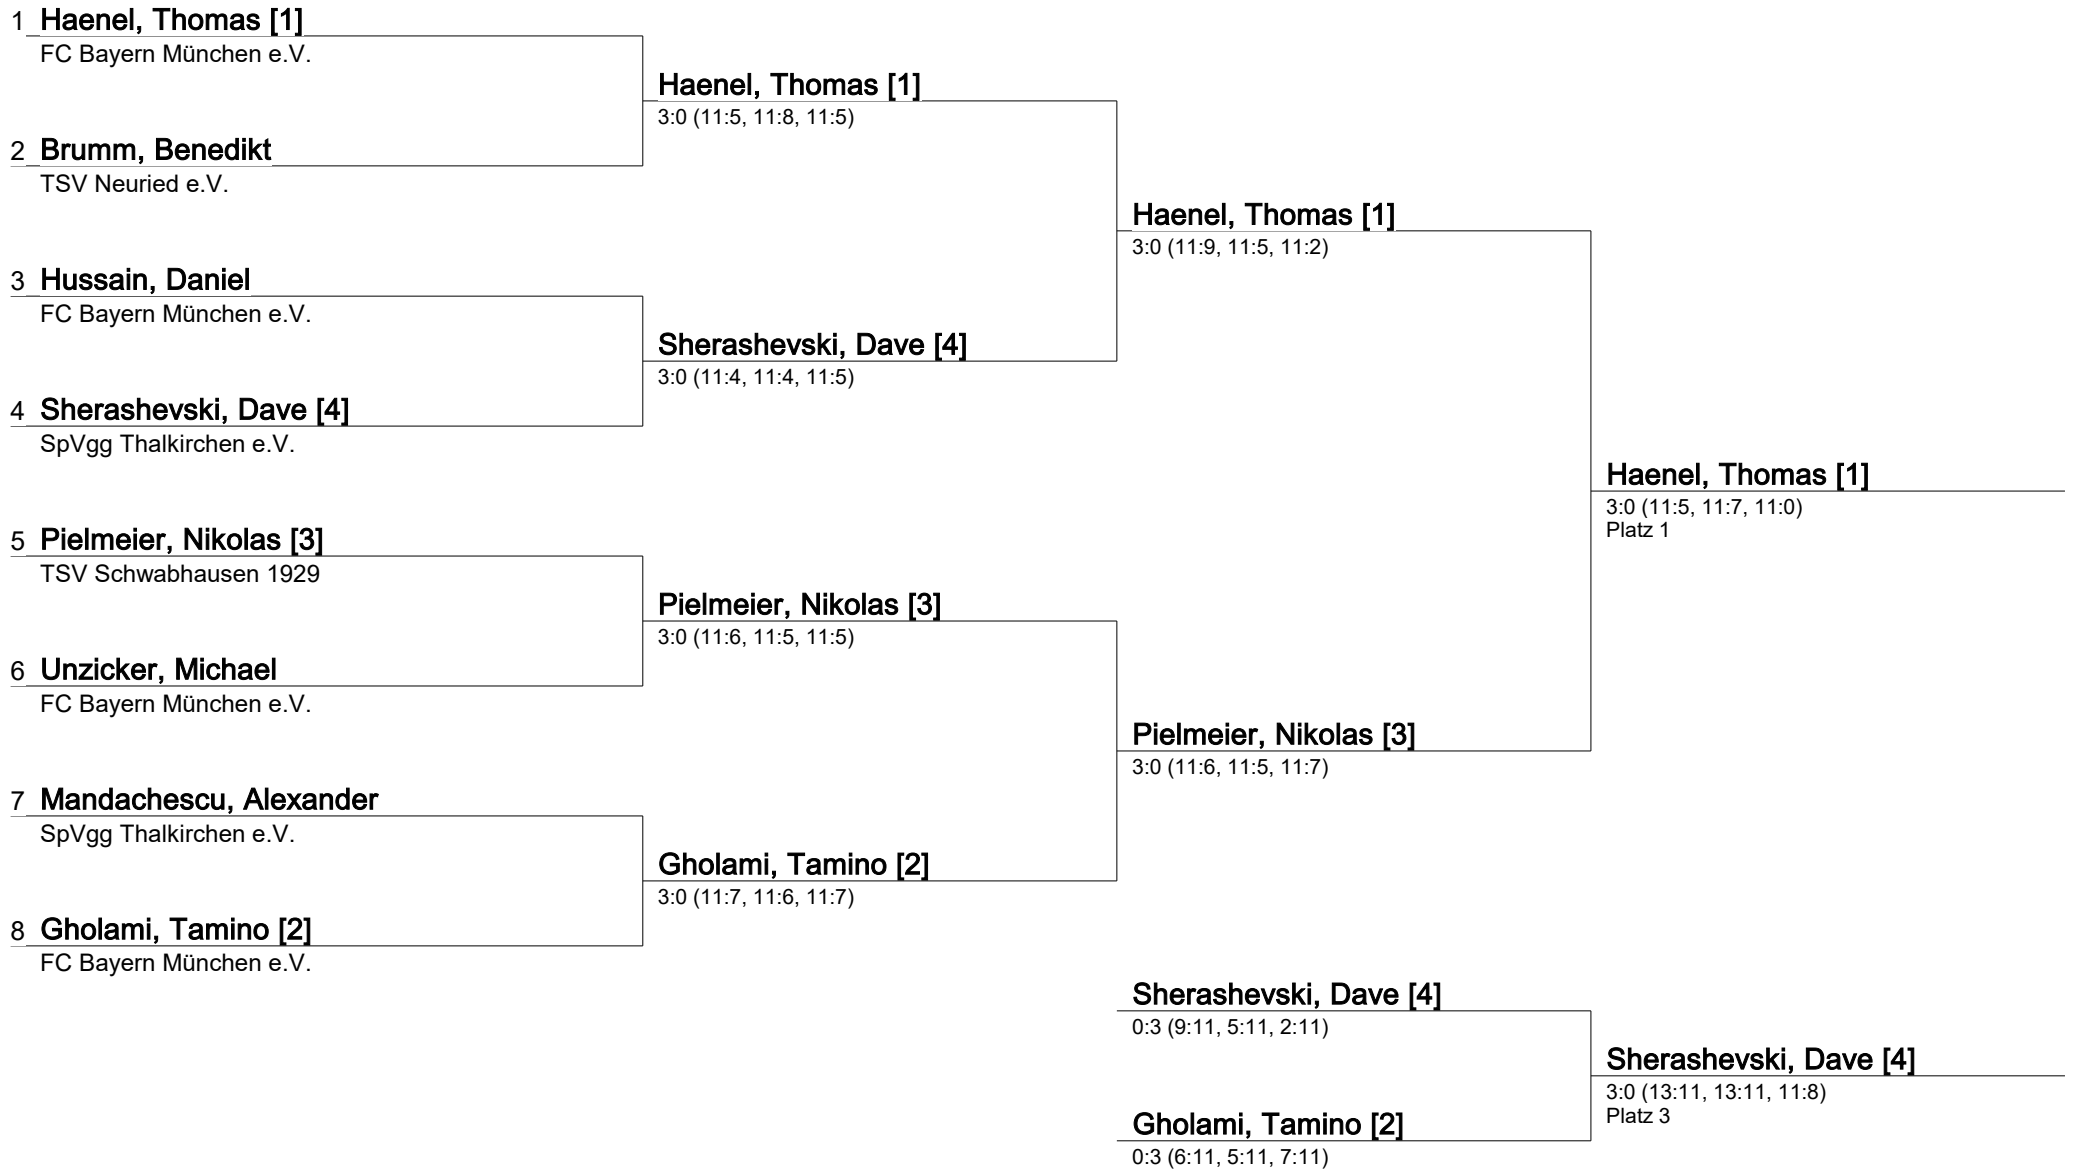 1 Haenel, Thomas [1]
FC Bayern München e.V.
Haenel, Thomas [1]
3:0 (11:5, 11:8, 11:5)
2 Brumm, Benedikt
TSV Neuried e.V.
Haenel, Thomas [1]
3:0 (11:9, 11:5, 11:2)
3 Hussain, Daniel
FC Bayern München e.V.
Sherashevski, Dave [4]
3:0 (11:4, 11:4, 11:5)
4 Sherashevski, Dave [4]
SpVgg Thalkirchen e.V.
Haenel, Thomas [1]
3:0 (11:5, 11:7, 11:0)
Platz 1
5 Pielmeier, Nikolas [3]
TSV Schwabhausen 1929
Pielmeier, Nikolas [3]
3:0 (11:6, 11:5, 11:5)
6 Unzicker, Michael
FC Bayern München e.V.
Pielmeier, Nikolas [3]
3:0 (11:6, 11:5, 11:7)
7 Mandachescu, Alexander
SpVgg Thalkirchen e.V.
Gholami, Tamino [2]
3:0 (11:7, 11:6, 11:7)
8 Gholami, Tamino [2]
FC Bayern München e.V.
Sherashevski, Dave [4]
0:3 (9:11, 5:11, 2:11)
Sherashevski, Dave [4]
3:0 (13:11, 13:11, 11:8)
Platz 3
Gholami, Tamino [2]
0:3 (6:11, 5:11, 7:11)